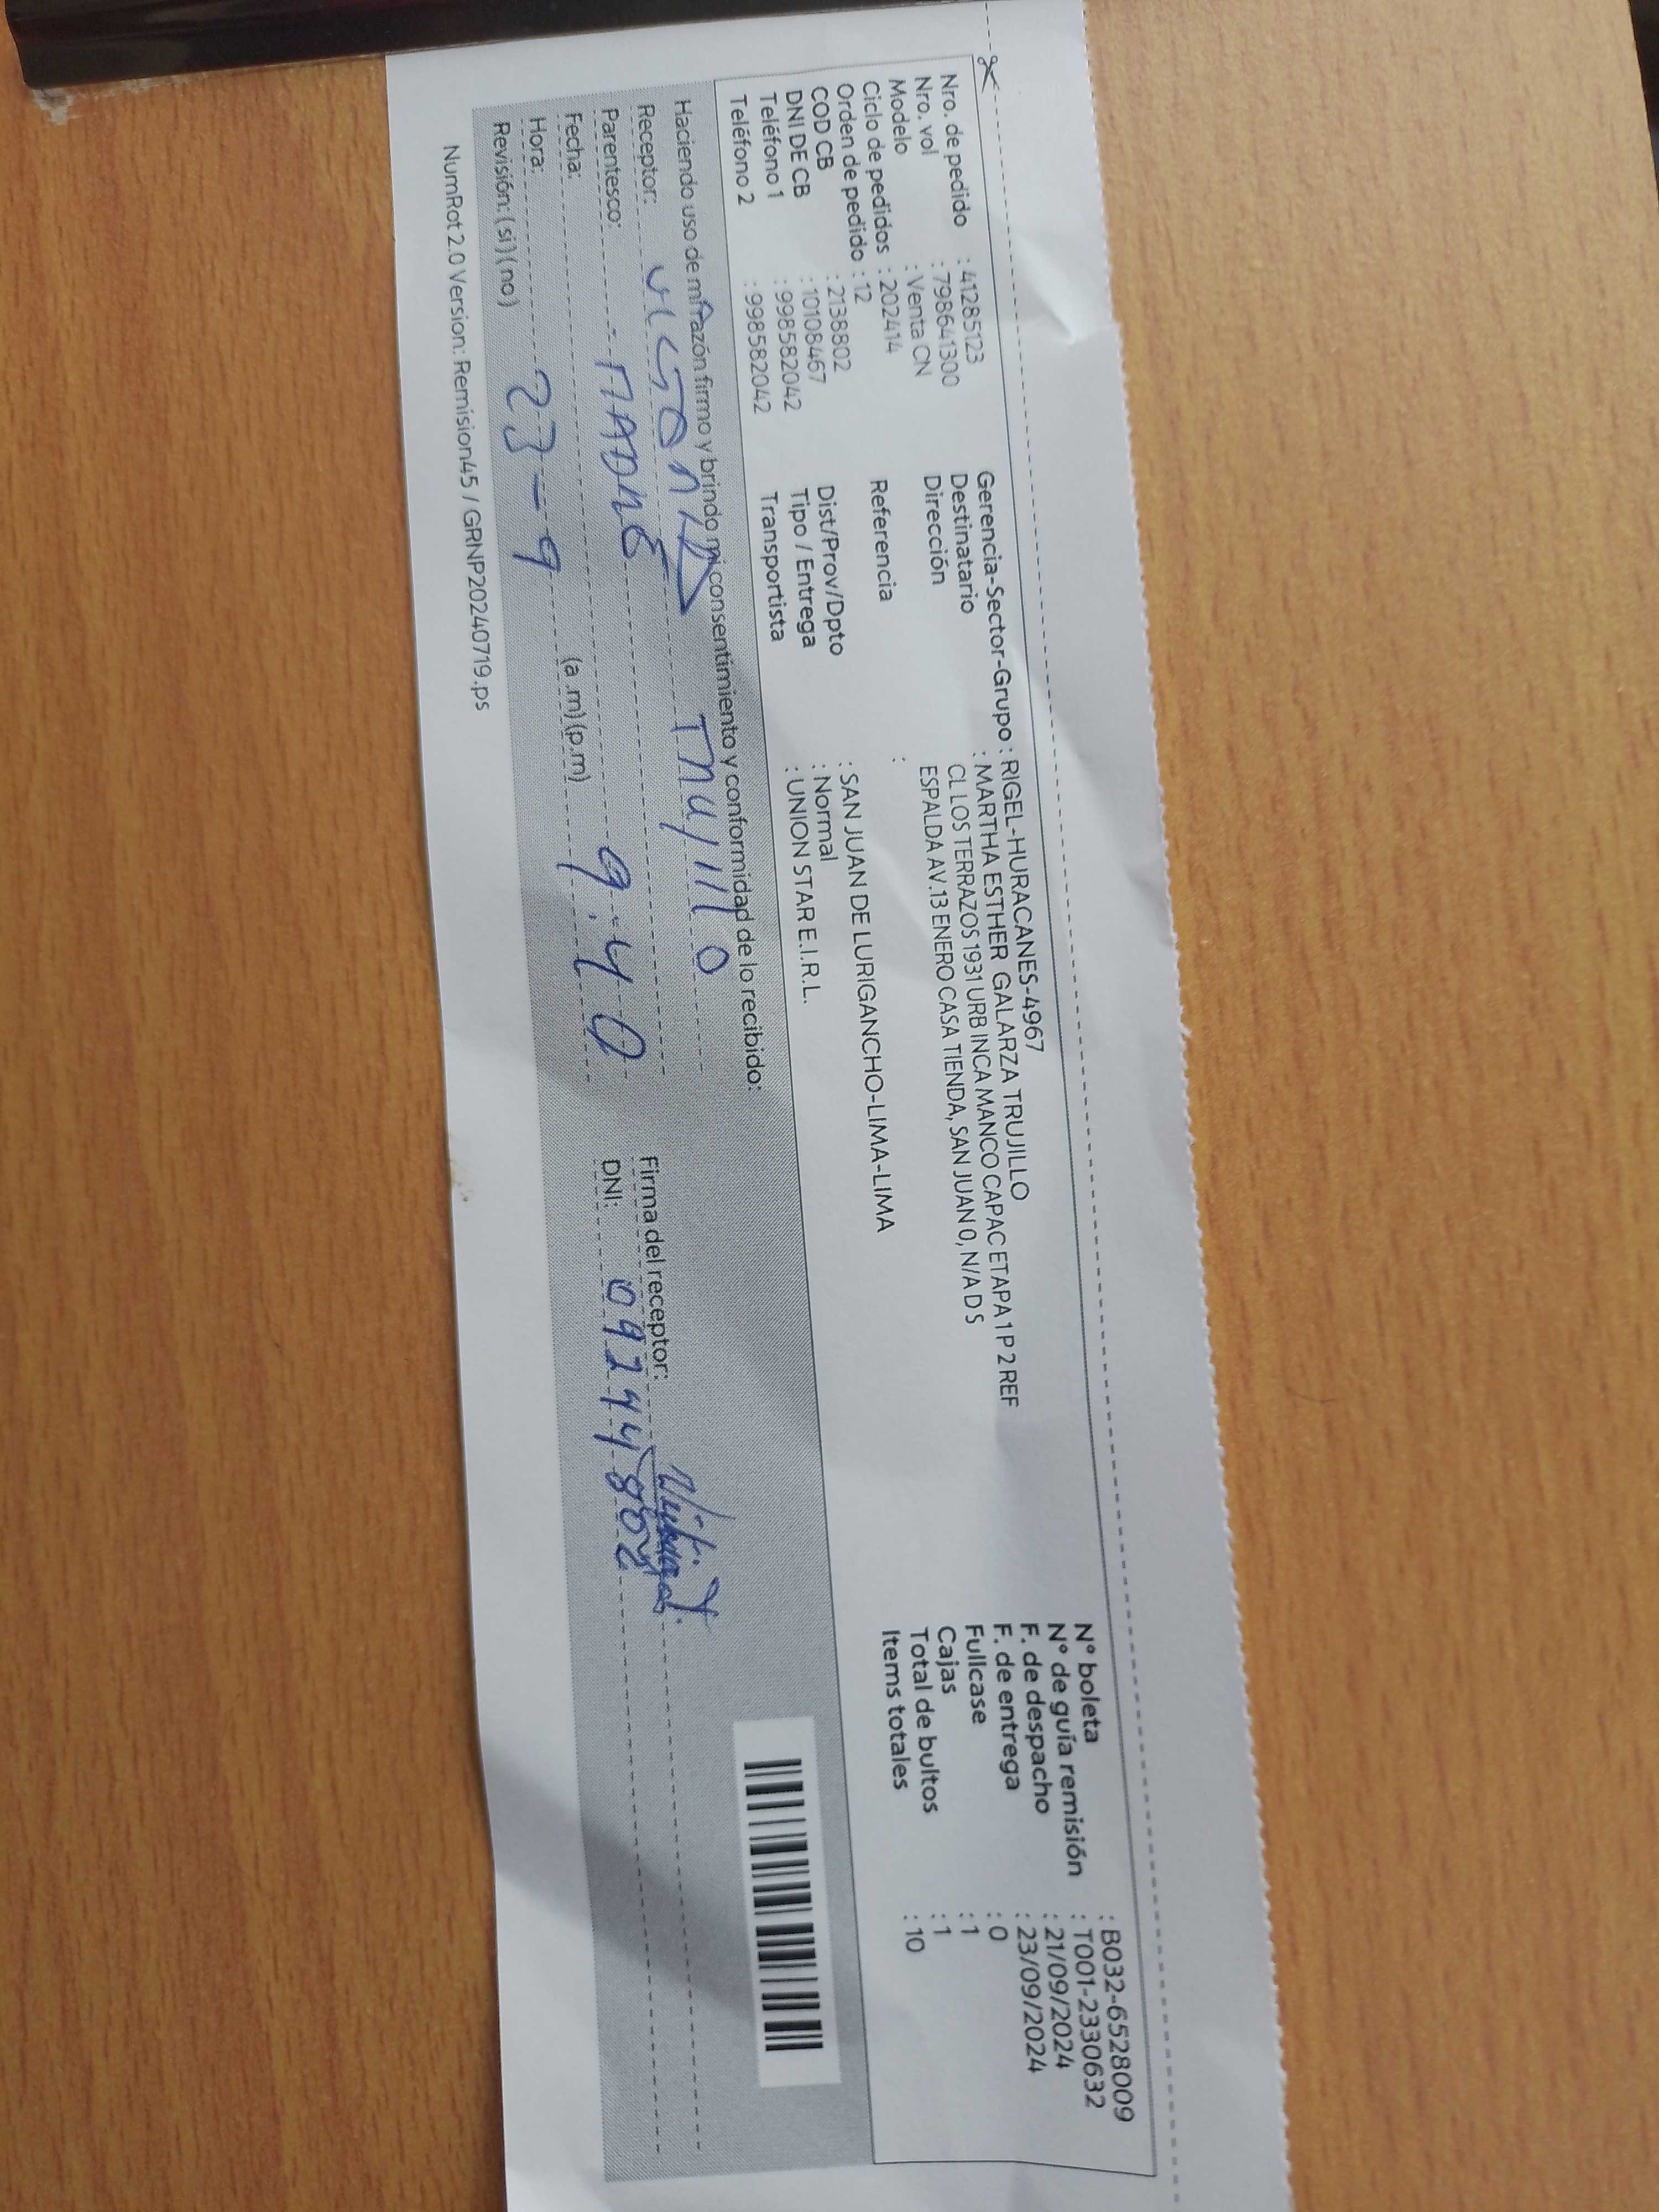 Nro. de pedido : 41285123
Nro. vol : 798641300
Modelo : Venta CN
Ciclo de pedidos : 202414
Orden de pedido : 12
COD CB : 2138802
DNI DE CB : 10108467
Teléfono 1 : 998582042
Teléfono 2 : 998582042
Gerencia-Sector-Grupo : RIGEL-HURACANES-4967
Destinatario : MARTHA ESTHER GALARZA TRUJILLO
Dirección CL LOS TERRAZOS 1931 URB INCA MANCO CAPAC ETAPA 1 P 2 REF
ESPALDA AV.13 ENERO CASA TIENDA, SAN JUAN 0, N/A D S
Referencia :
Dist/Prov/Dpto : SAN JUAN DE LURIGANCHO-LIMA-LIMA
Tipo / Entrega : Normal
Transportista : UNION STAR E.I.R.L.
N° boleta : B032-6528009
N° de guía remisión : T001-2330632
F. de despacho : 21/09/2024
F. de entrega : 23/09/2024
Fullcase : 0
Cajas : 1
Total de bultos : 1
Items totales : 10
Haciendo uso de mi razón firmo y brindo mi consentimiento y conformidad de lo recibido:
Receptor: Trujillo
Parentesco: MADRE
Fecha: 23-9
Hora: (a.m) (p.m) 9:40
Revisión: (si) (no)
Firma del receptor:
DNI: 09244802
NumRot 2.0 Version: Remision45 / GRNP20240719.ps